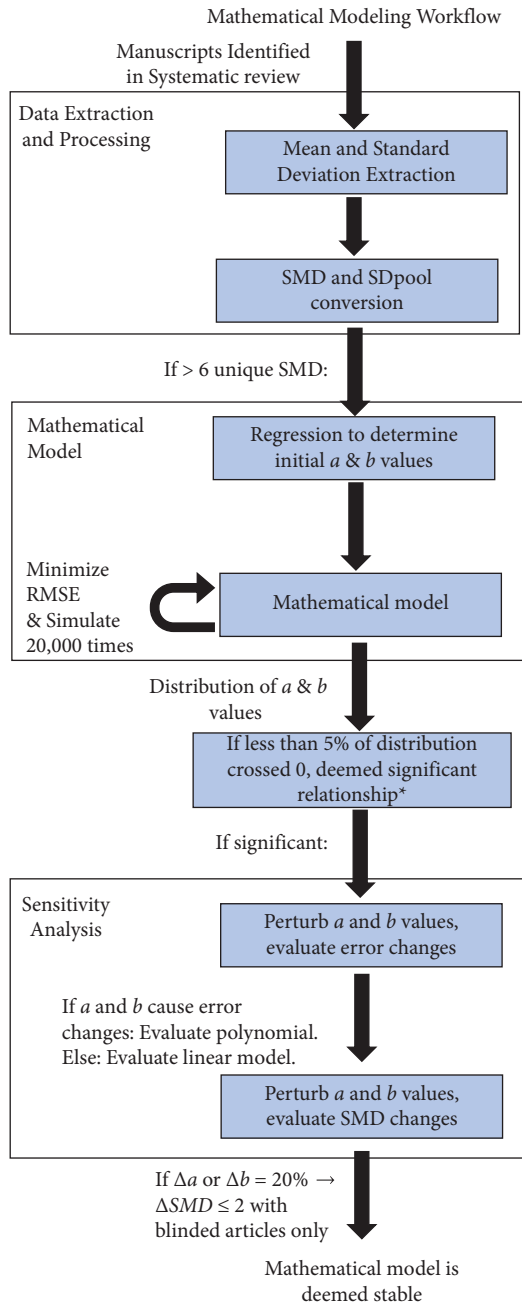 Mathematical Modeling Workflow
Manuscripts Identified
in Systematic review
Data Extraction
and Processing
Mean and Standard
Deviation Extraction
SMD and SDpool
conversion
If > 6 unique SMD:
Mathematical
Model
Regression to determine
initial a & b values
Minimize
RMSE
& Simulate
20,000 times
Mathematical model
Distribution of a & b
values
If less than 5% of distribution
crossed 0, deemed significant
relationship*
If significant:
Sensitivity
Analysis
Perturb a and b values,
evaluate error changes
If a and b cause error
changes: Evaluate polynomial.
Else: Evaluate linear model.
Perturb a and b values,
evaluate SMD changes
If Δa or Δb = 20% →
ΔSMD ≤ 2 with
blinded articles only
Mathematical model is
deemed stable